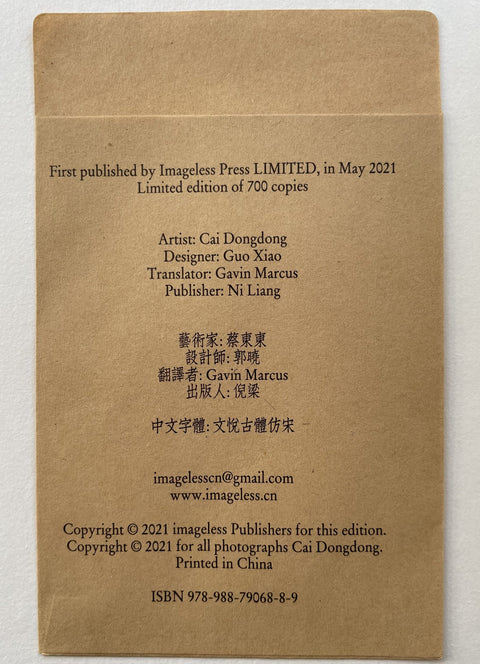 First published by Imageless Press LIMITED, in May 2021
Limited edition of 700 copies
Artist: Cai Dongdong
Designer: Guo Xiao
Translator: Gavin Marcus
Publisher: Ni Liang
藝術家: 蔡東東
設計師: 郭曉
翻譯者: Gavin Marcus
出版人: 倪梁
中文字體: 文悅古體仿宋
imagelesscn@gmail.com
www.imageless.cn
Copyright © 2021 imageless Publishers for this edition.
Copyright © 2021 for all photographs Cai Dongdong.
Printed in China
ISBN 978-988-79068-8-9